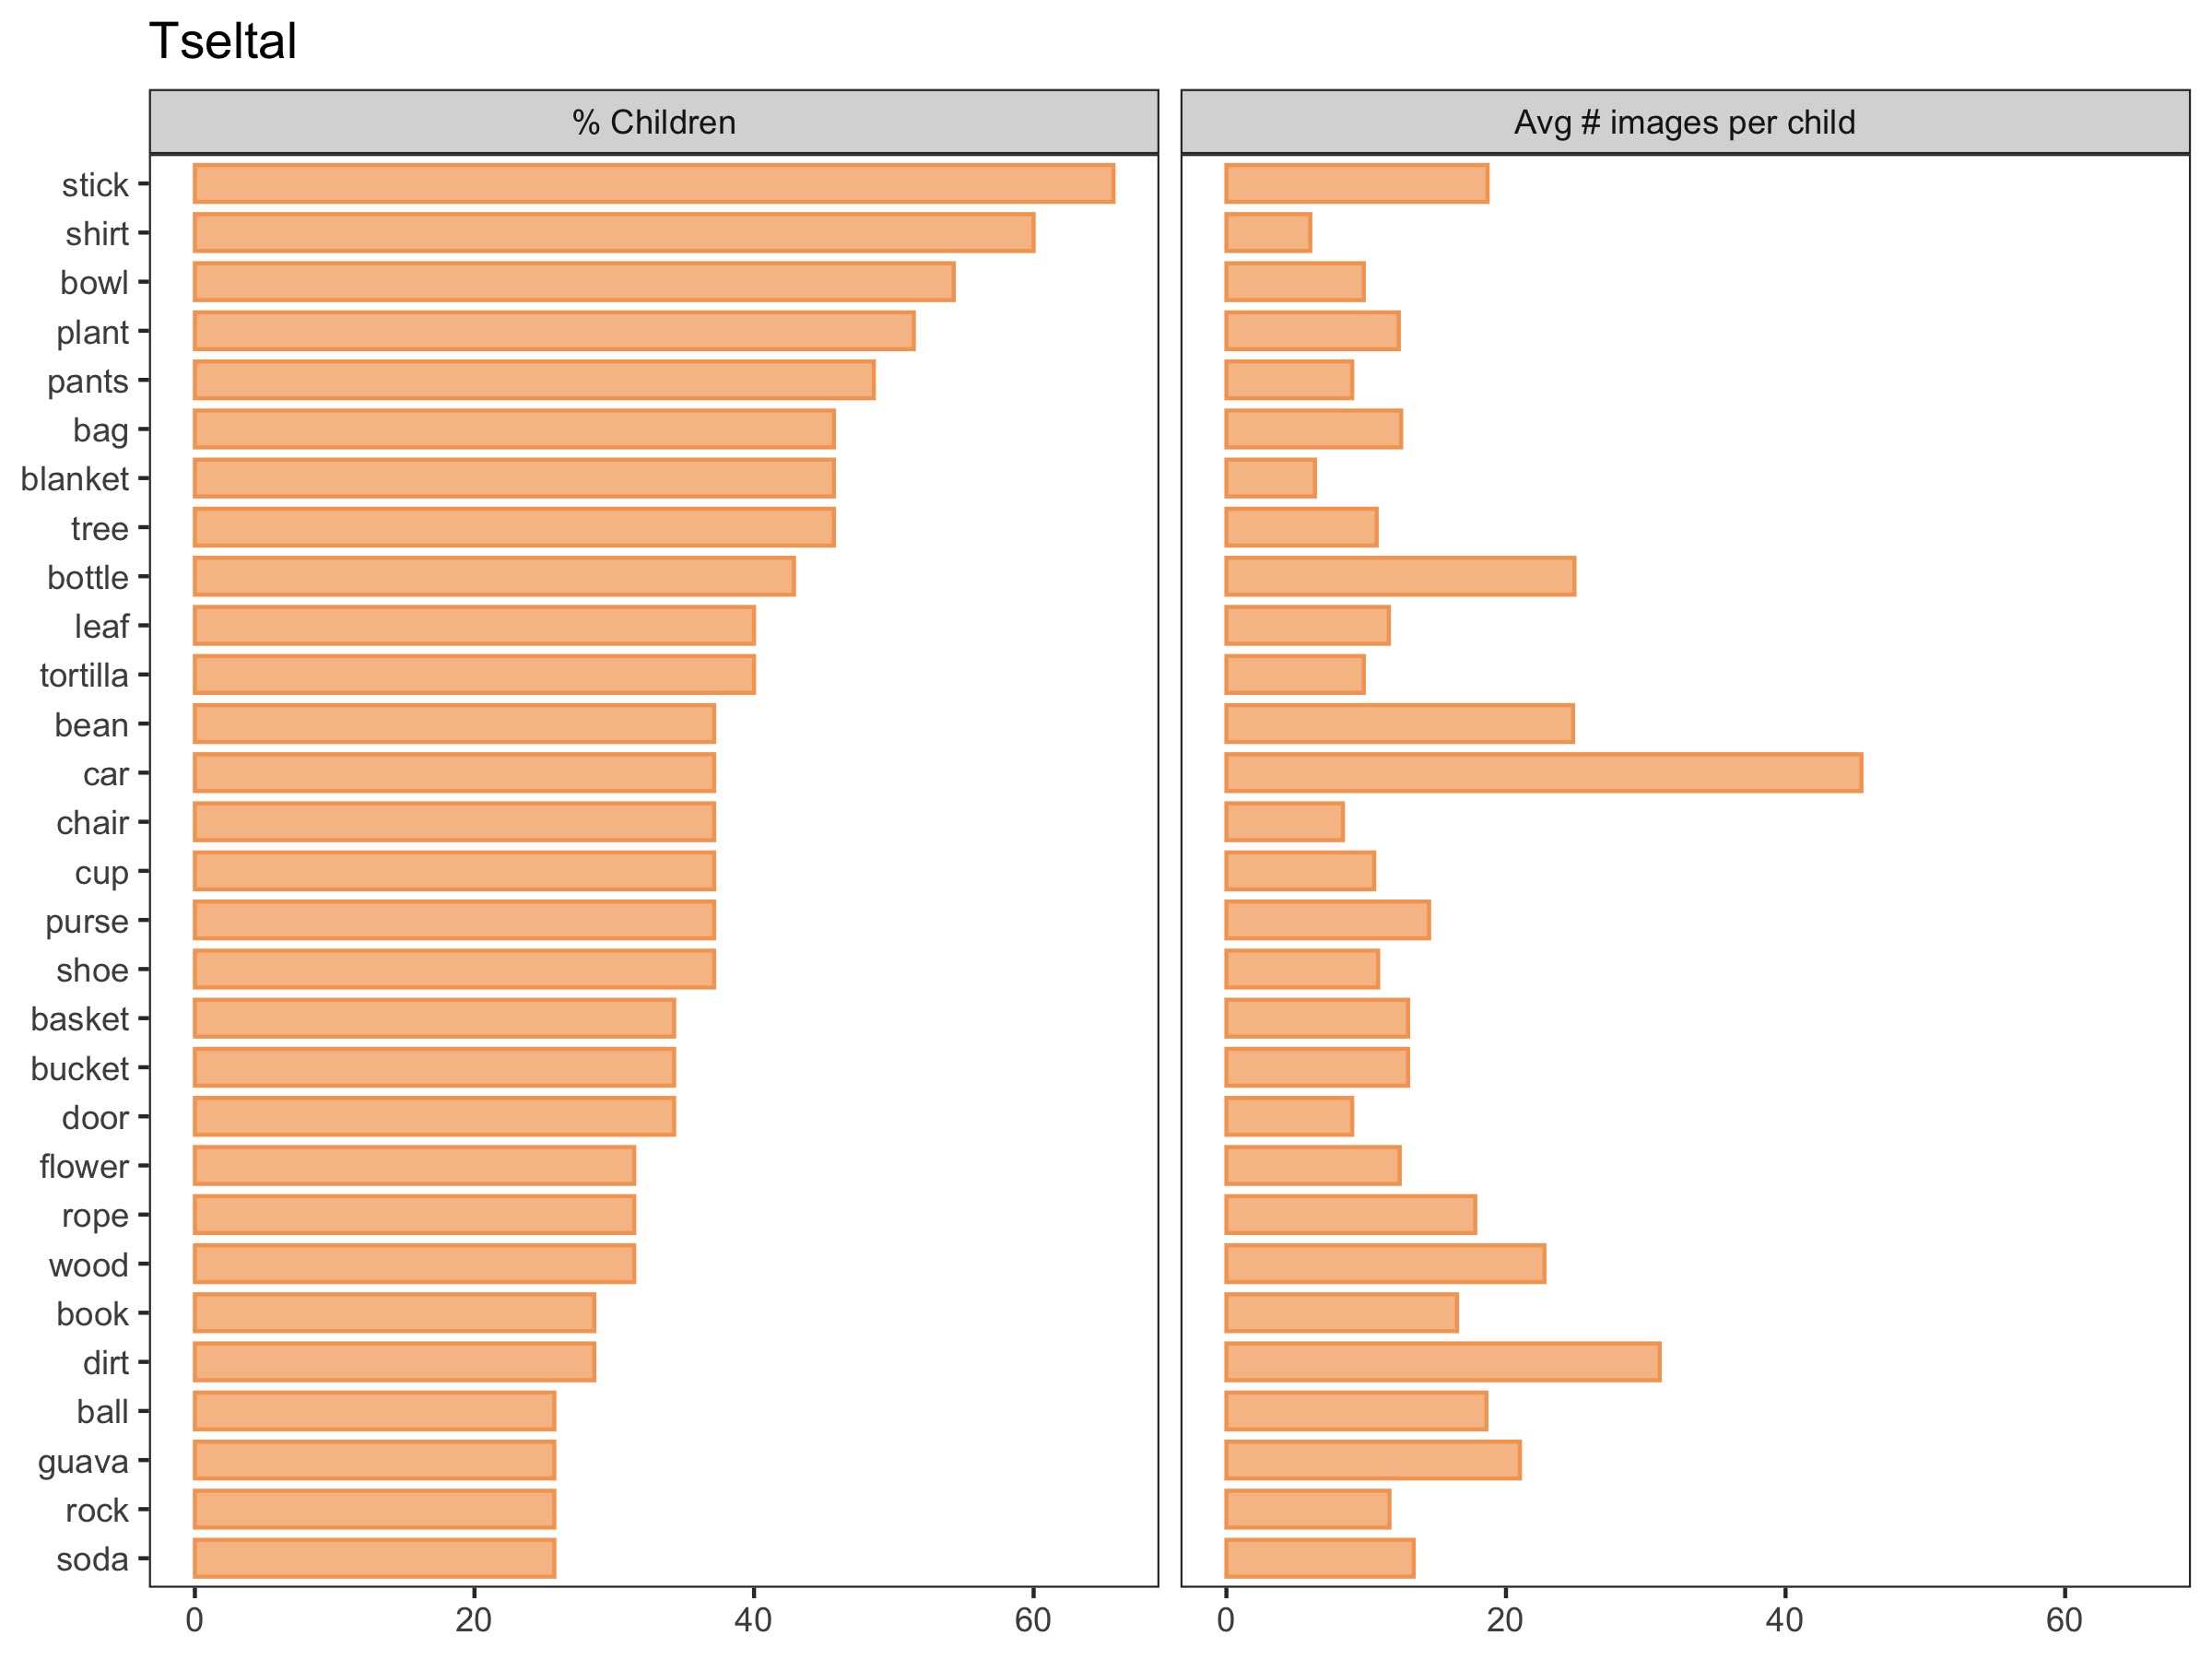 Tseltal
% Children
Avg # images per child
stick
shirt
bowl
plant
pants
bag
blanket
tree
bottle
leaf
tortilla
bean
car
chair
cup
purse
shoe
basket
bucket
door
flower
rope
wood
book
dirt
ball
guava
rock
soda
0 20 40 60
0 20 40 60